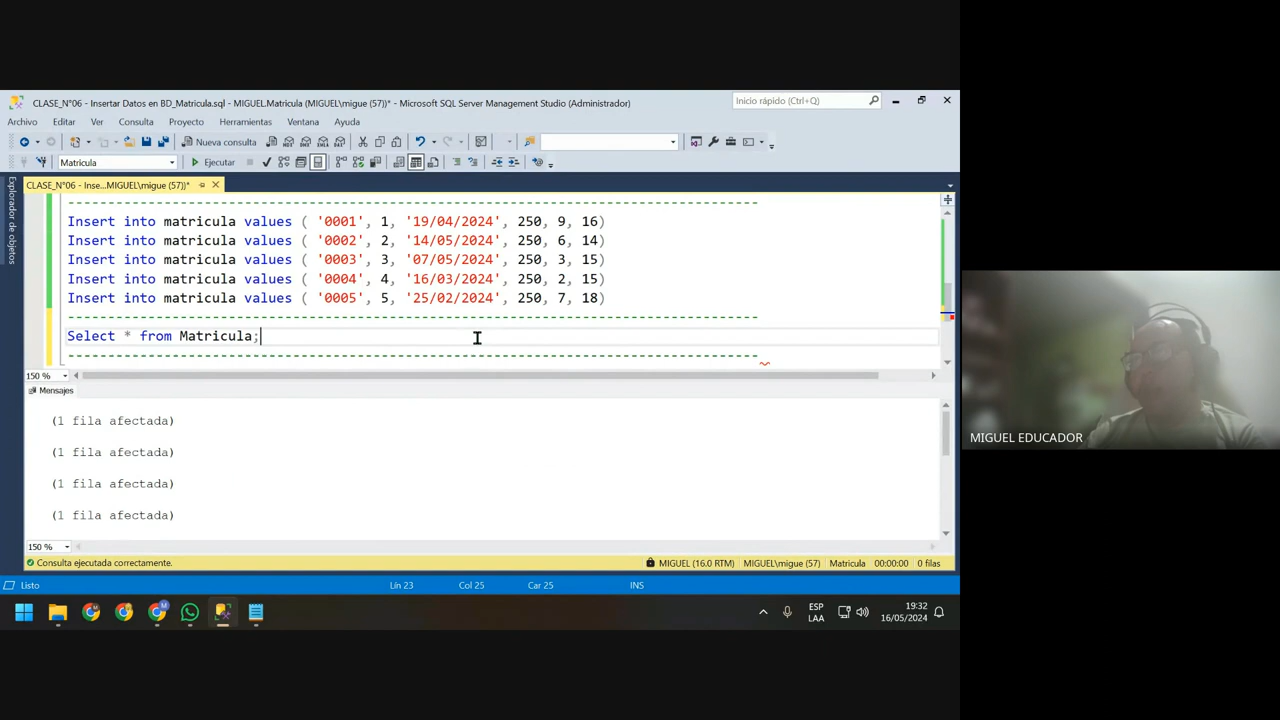 CLASE_N°06 - Insertar Datos en BD_Matricula.sql - MIGUEL.Matricula (MIGUEL\migue (57))* - Microsoft SQL Server Management Studio (Administrador)
Inicio rápido (Ctrl+Q)
Archivo Editar Ver Consulta Proyecto Herramientas Ventana Ayuda
Nueva consulta
Matricula
Ejecutar
CLASE_N°06 - Inse...MIGUEL\migue (57))*
Explorador de objetos
--------------------------------------------------------------------------------------
Insert into matricula values ( '0001', 1, '19/04/2024', 250, 9, 16)
Insert into matricula values ( '0002', 2, '14/05/2024', 250, 6, 14)
Insert into matricula values ( '0003', 3, '07/05/2024', 250, 3, 15)
Insert into matricula values ( '0004', 4, '16/03/2024', 250, 2, 15)
Insert into matricula values ( '0005', 5, '25/02/2024', 250, 7, 18)
--------------------------------------------------------------------------------------
Select * from Matricula;
--------------------------------------------------------------------------------------
150 %
Mensajes
(1 fila afectada)
(1 fila afectada)
(1 fila afectada)
(1 fila afectada)
150 %
Consulta ejecutada correctamente.
MIGUEL (16.0 RTM) MIGUEL\migue (57) Matricula 00:00:00 0 filas
Listo
Lín 23 Col 25 Car 25 INS
ESP
LAA
19:32
16/05/2024
MIGUEL EDUCADOR